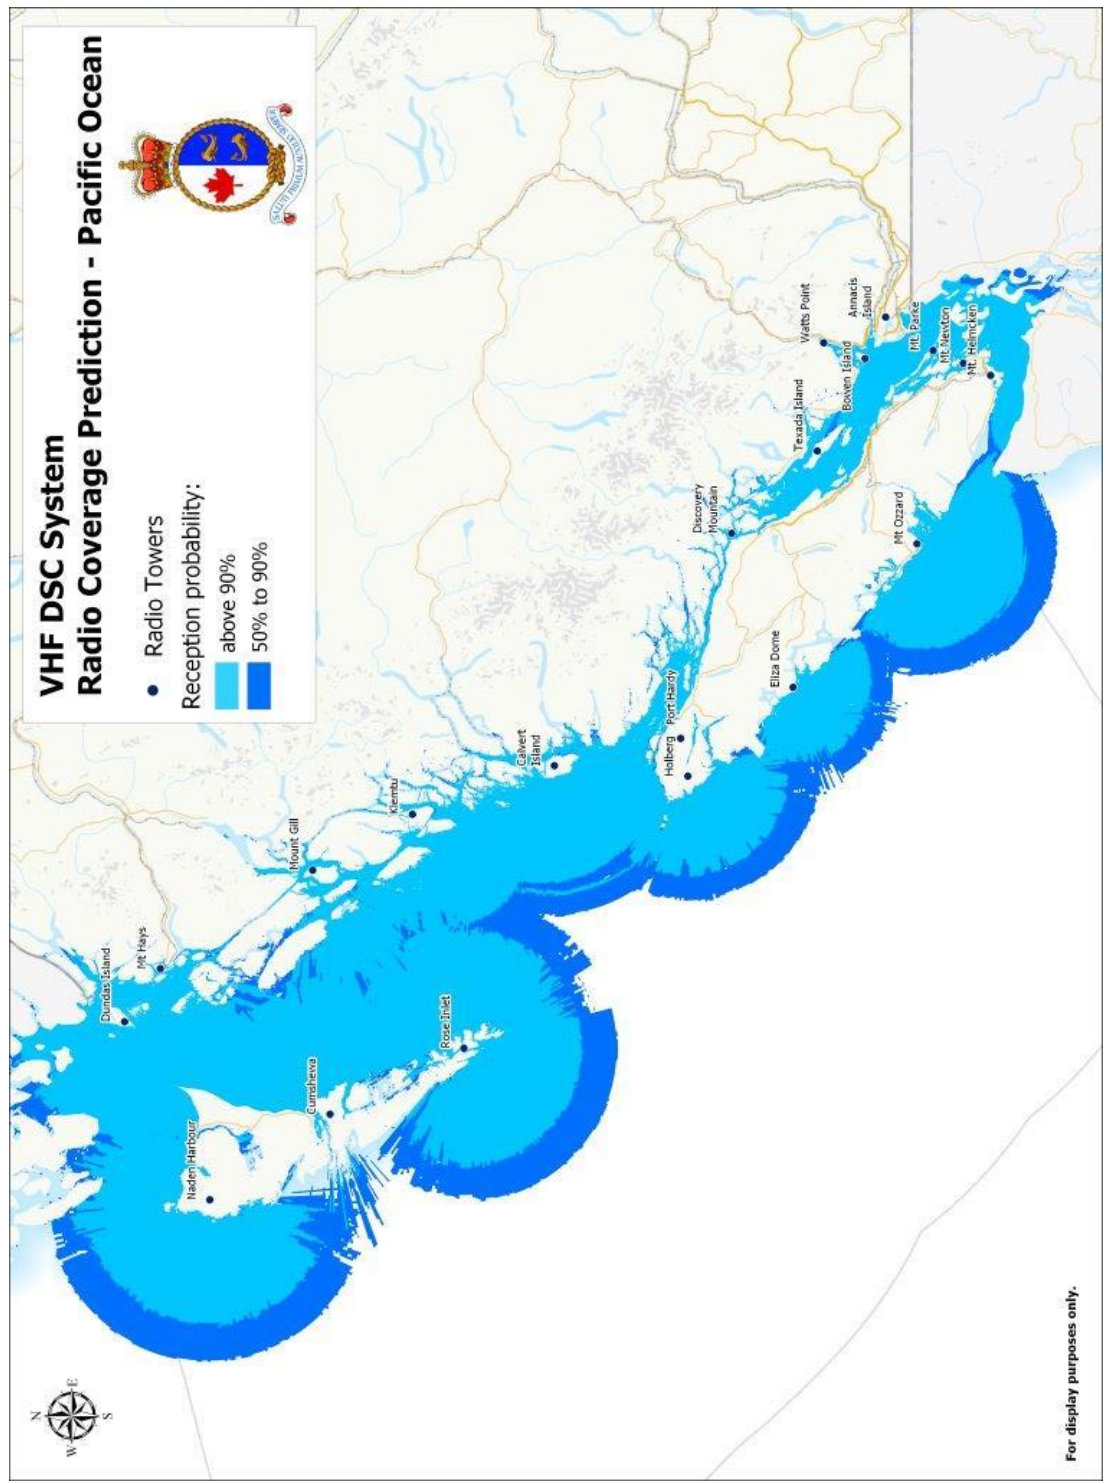 VHF DSC System
Radio Coverage Prediction - Pacific Ocean
Radio Towers
Reception probability:
above 90%
50% to 90%
N
W
E
S
Dundas Island
Mt Hays
Naden Harbour
Mount Gill
Cumshewa
Klemtu
Rose Inlet
Calvert
Island
Holberg
Port Hardy
Discovery
Mountain
Eliza Dome
Texada Island
Watts Point
Bowen Island
Annacis
Island
Mt Ozzard
Mt. Parke
Mt Newton
Mt. Helmcken
For display purposes only.